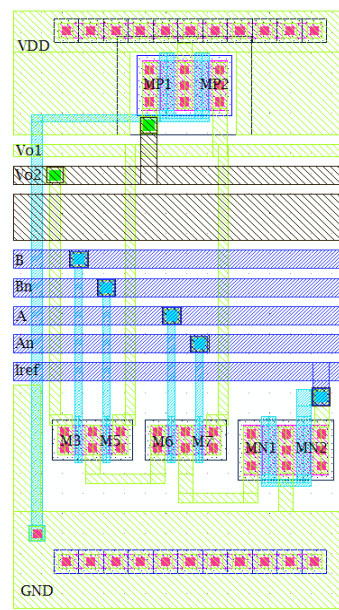 VDD
MP1 MP2
Vo1
Vo2
B
Bn
A
An
Iref
M3 M5 M6 M7 MN1 MN2
GND